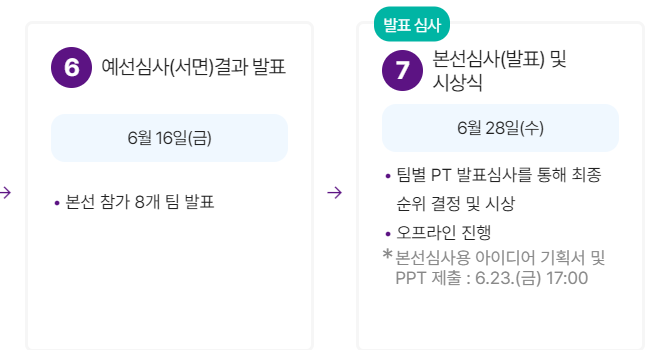 6 예선심사(서면)결과 발표
6월 16일(금)
• 본선 참가 8개 팀 발표
→
→
발표 심사
7 본선심사(발표) 및
시상식
6월 28일(수)
• 팀별 PT 발표심사를 통해 최종
순위 결정 및 시상
• 오프라인 진행
*본선심사용 아이디어 기획서 및
PPT 제출 : 6.23.(금) 17:00